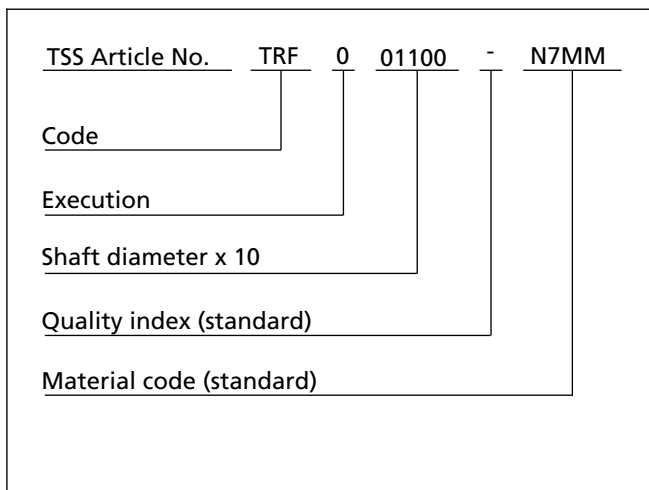 TSS Article No. TRF 0 01100 - N7MM
Code
Execution
Shaft diameter x 10
Quality index (standard)
Material code (standard)